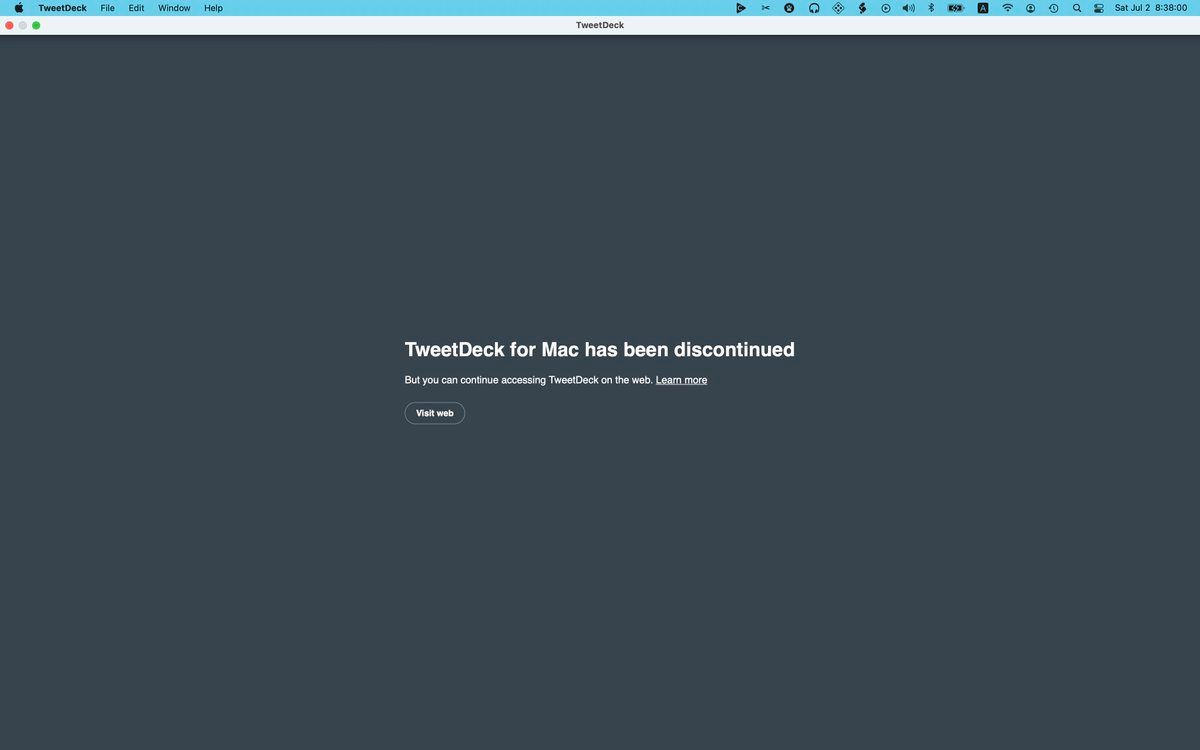 TweetDeck File Edit Window Help A Sat Jul 2 8:38:00
TweetDeck
TweetDeck for Mac has been discontinued
But you can continue accessing TweetDeck on the web. Learn more
Visit web